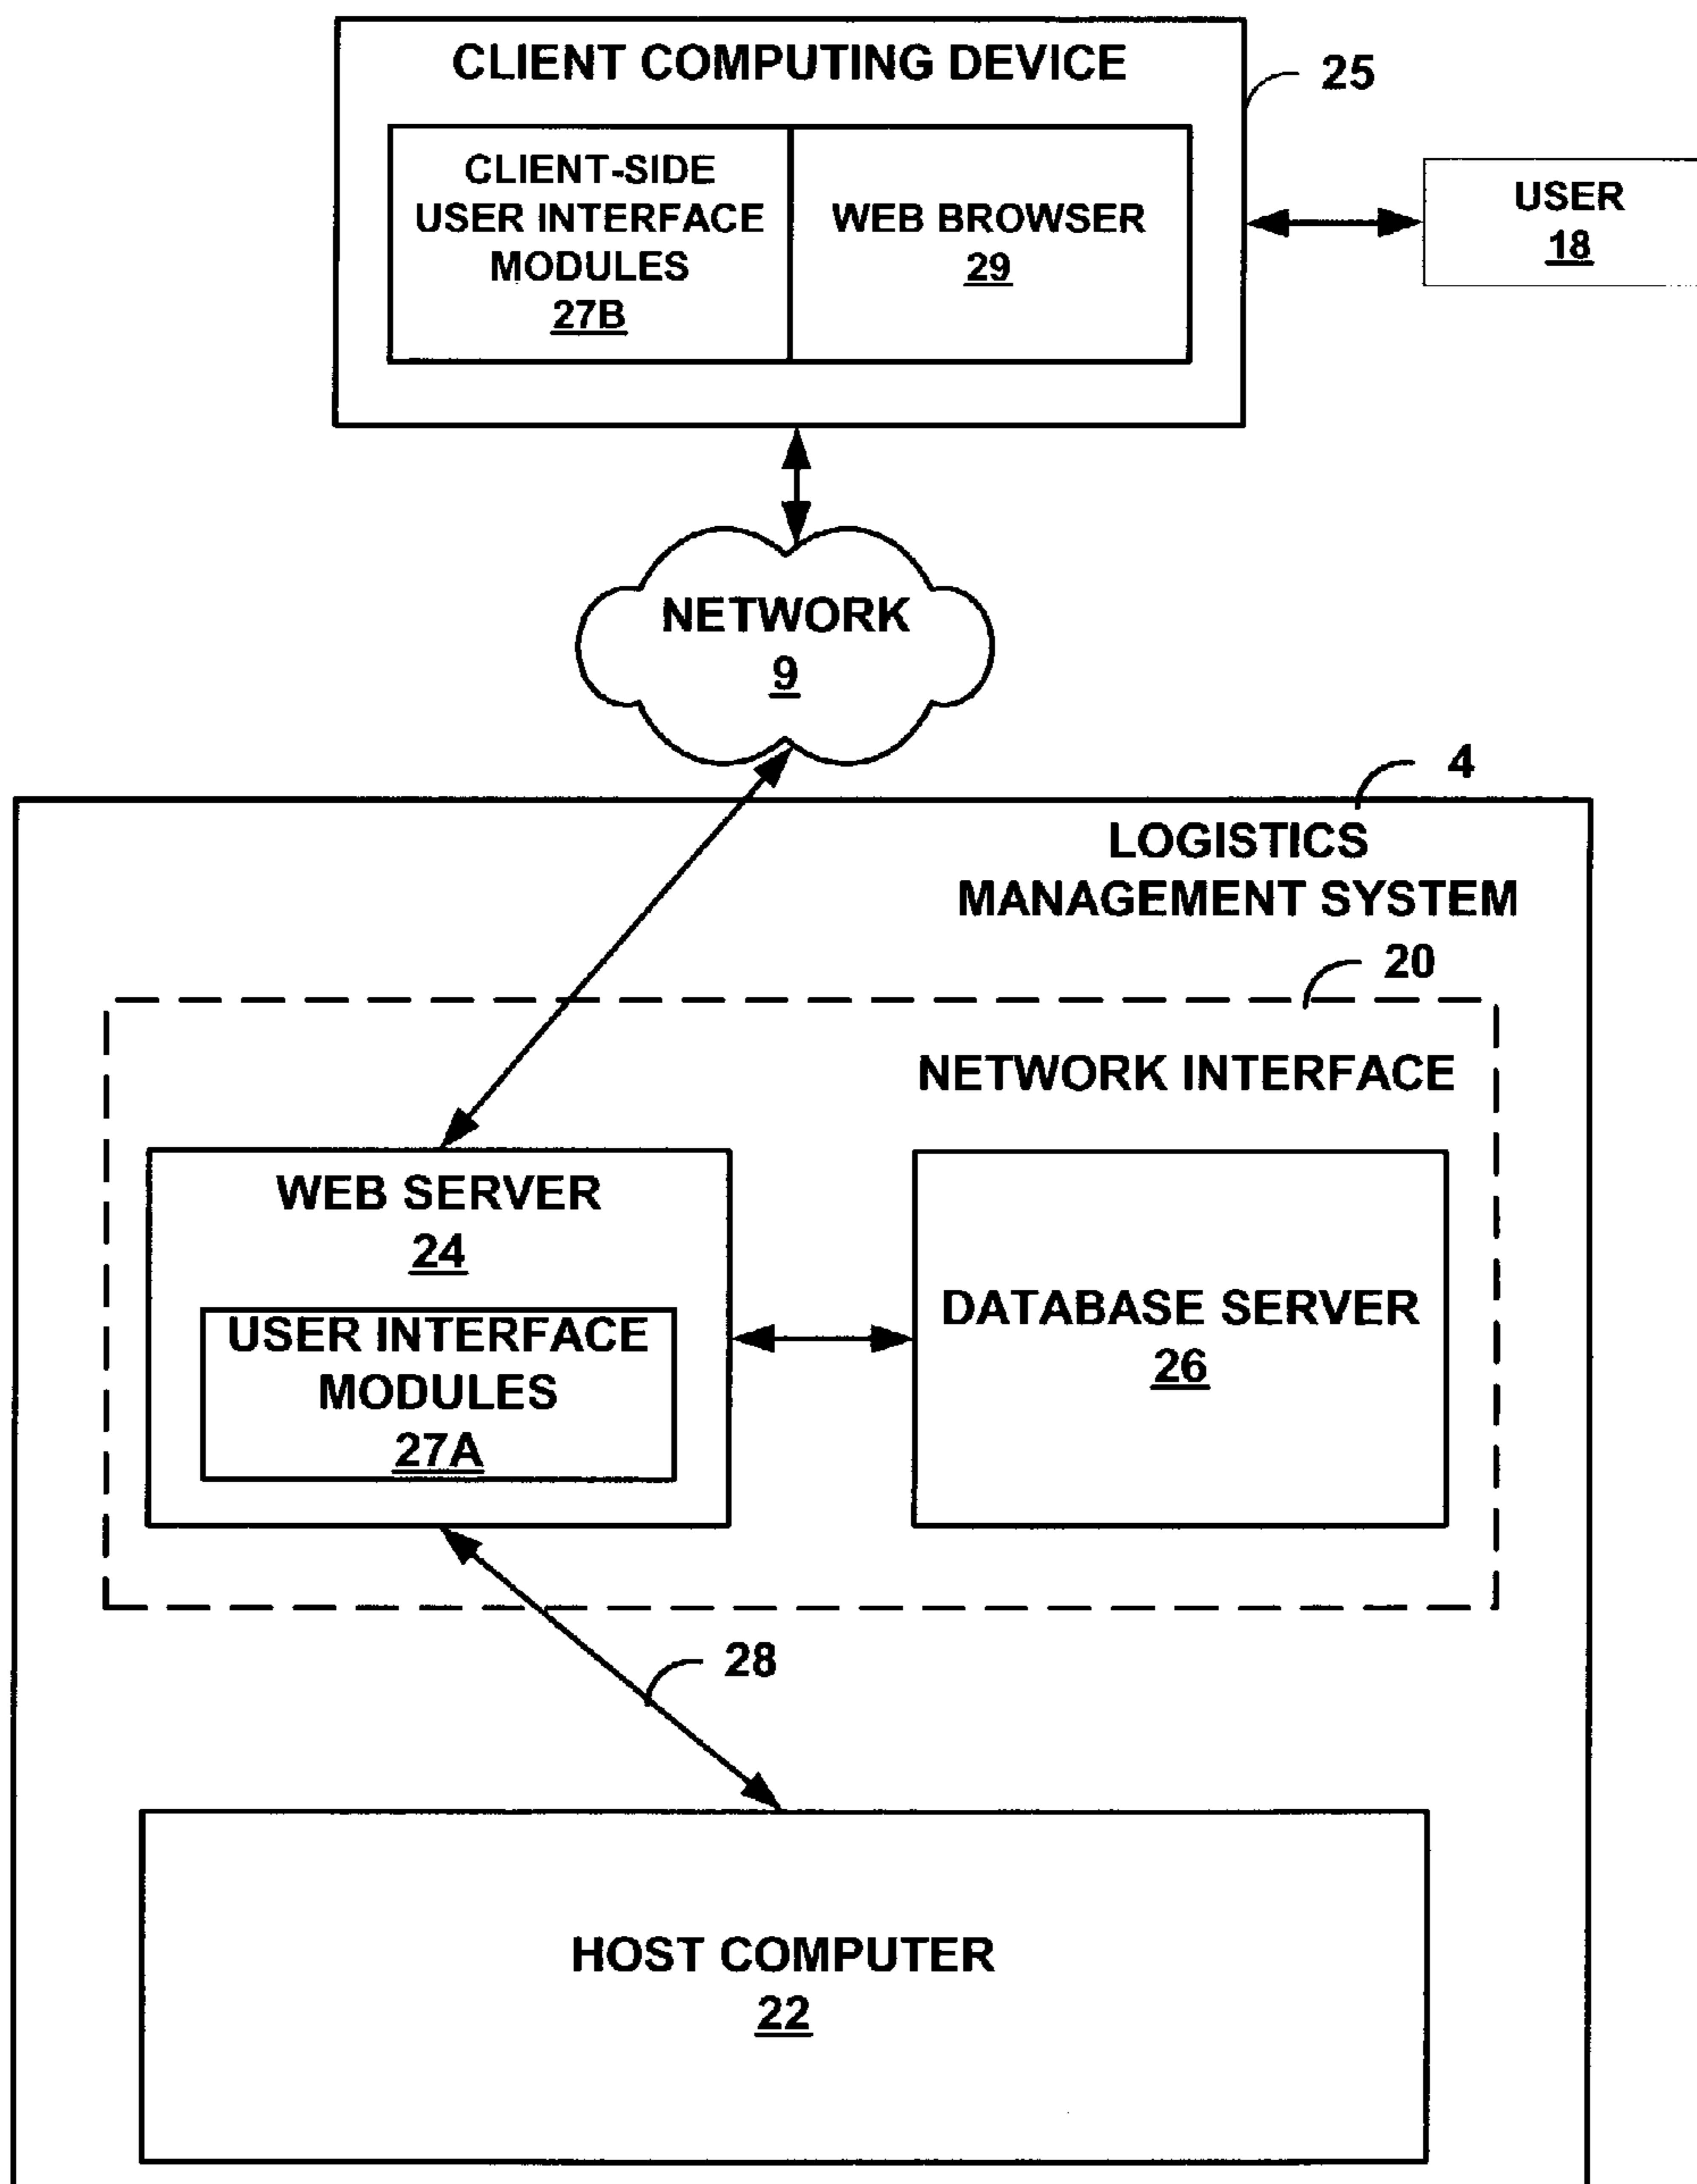 CLIENT COMPUTING DEVICE
25
CLIENT-SIDE
USER INTERFACE
MODULES
27B
WEB BROWSER
29
USER
18
NETWORK
9
4
LOGISTICS
MANAGEMENT SYSTEM
20
NETWORK INTERFACE
WEB SERVER
24
USER INTERFACE
MODULES
27A
DATABASE SERVER
26
28
HOST COMPUTER
22